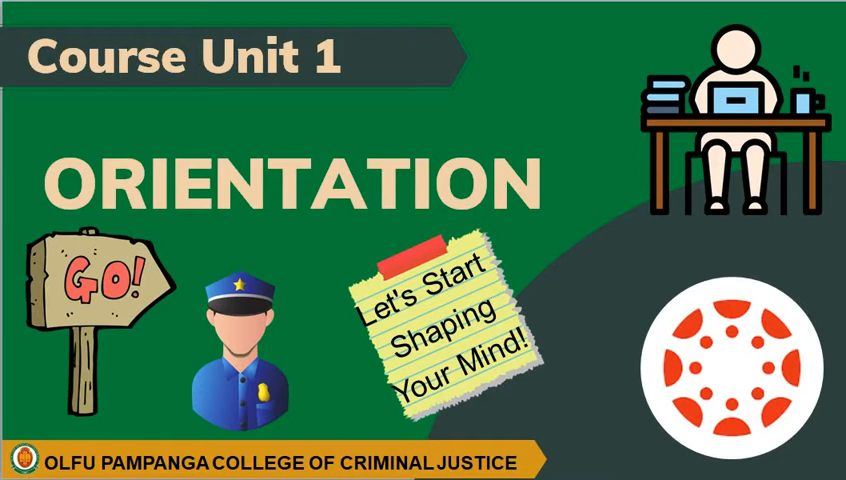 Course Unit 1
ORIENTATION
GO!
Let's Start
Shaping
Your Mind!
OLFU PAMPANGA COLLEGE OF CRIMINAL JUSTICE